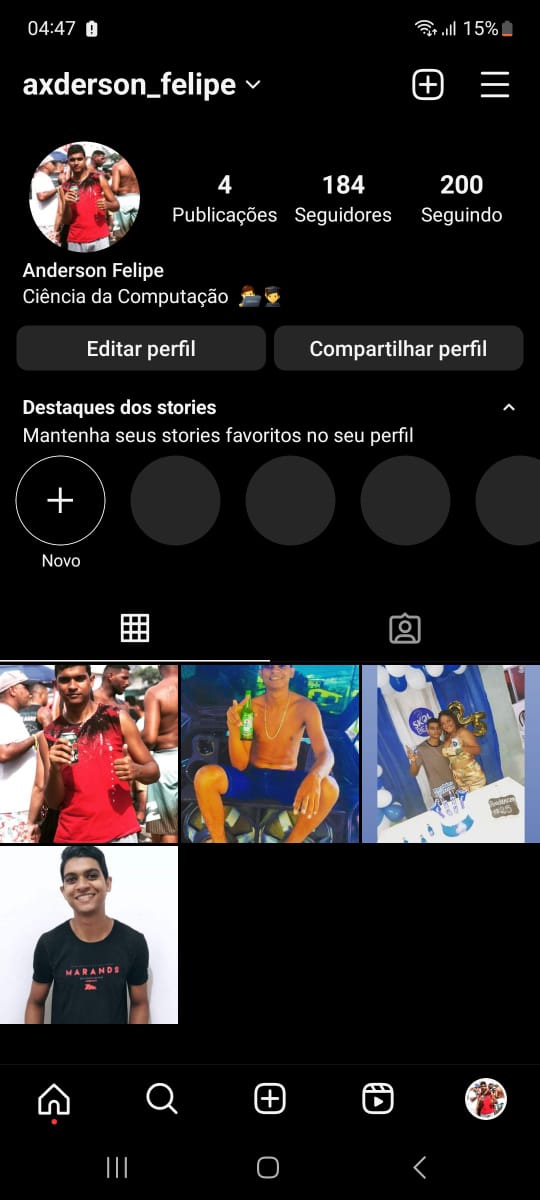 04:47
15%
axderson_felipe
4
184
200
Publicações
Seguidores
Seguindo
Anderson Felipe
Ciência da Computação
Editar perfil
Compartilhar perfil
Destaques dos stories
Mantenha seus stories favoritos no seu perfil
Novo
SKOL
MARANDS